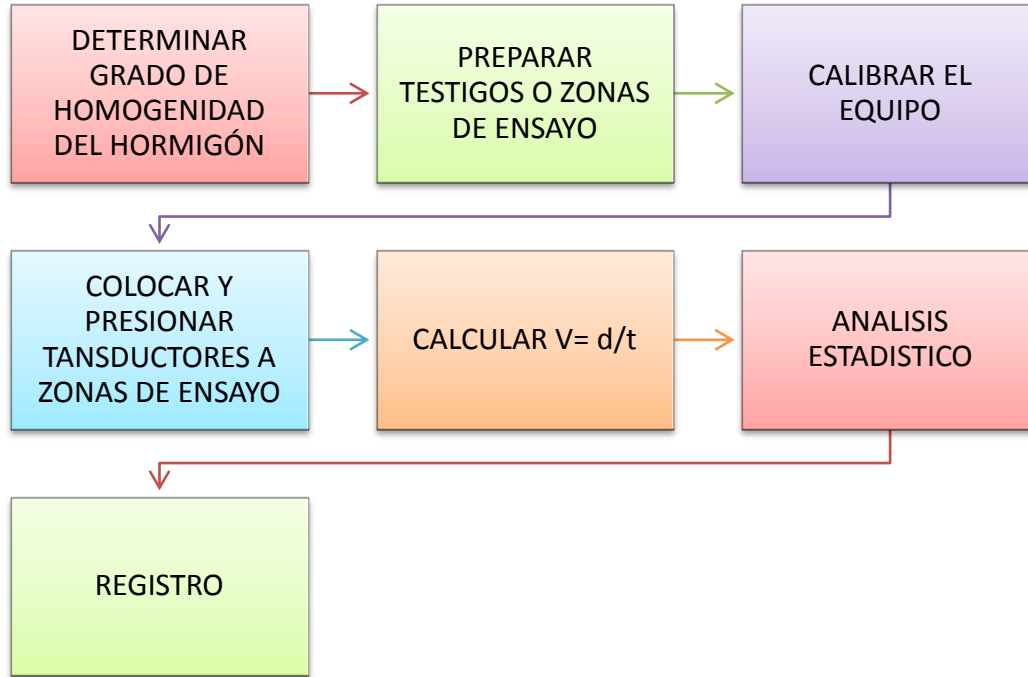 DETERMINAR
GRADO DE
HOMOGENIDAD
DEL HORMIGÓN
PREPARAR
TESTIGOS O ZONAS
DE ENSAYO
CALIBRAR EL
EQUIPO
COLOCAR Y
PRESIONAR
TANSDUCTORES A
ZONAS DE ENSAYO
CALCULAR V= d/t
ANALISIS
ESTADISTICO
REGISTRO